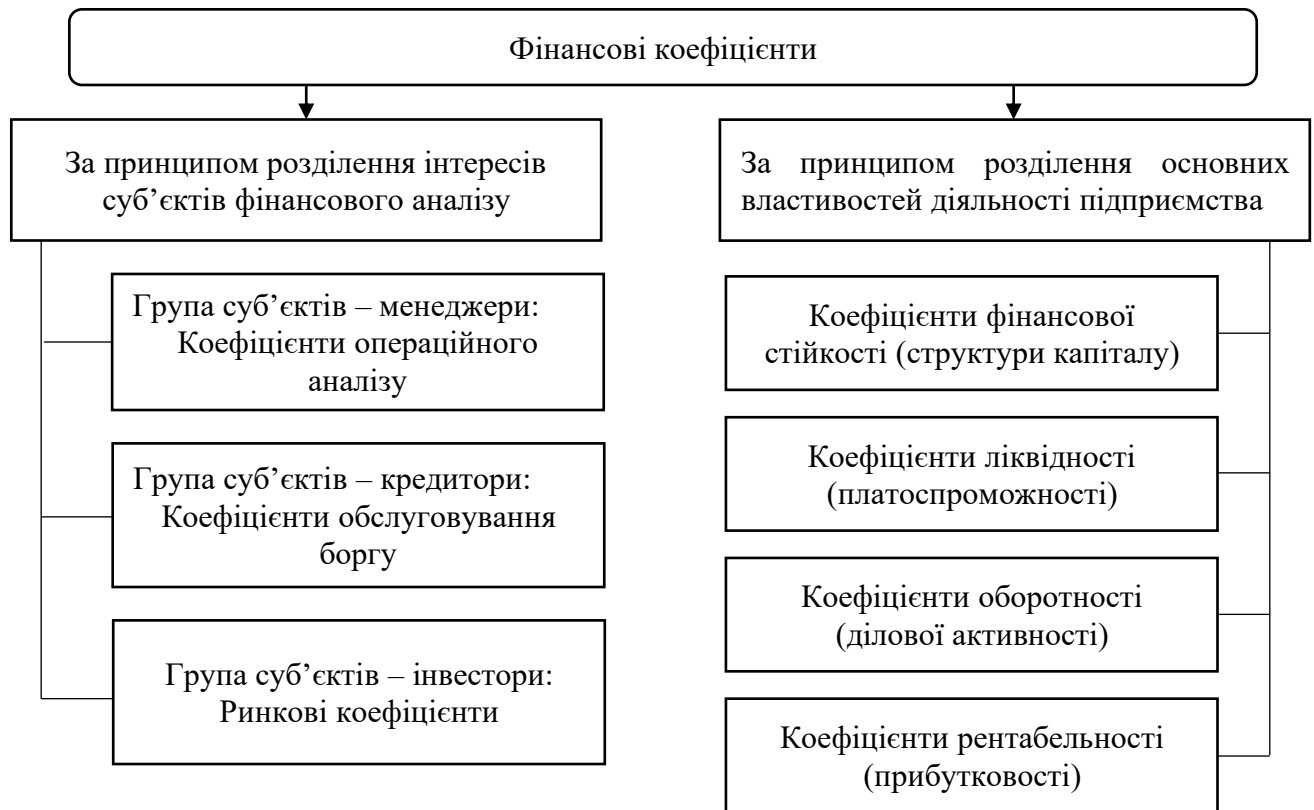 Фінансові коефіцієнти
За принципом розділення інтересів
суб’єктів фінансового аналізу
Група суб’єктів – менеджери:
Коефіцієнти операційного
аналізу
Група суб’єктів – кредитори:
Коефіцієнти обслуговування
боргу
Група суб’єктів – інвестори:
Ринкові коефіцієнти
За принципом розділення основних
властивостей діяльності підприємства
Коефіцієнти фінансової
стійкості (структури капіталу)
Коефіцієнти ліквідності
(платоспроможності)
Коефіцієнти оборотності
(ділової активності)
Коефіцієнти рентабельності
(прибутковості)